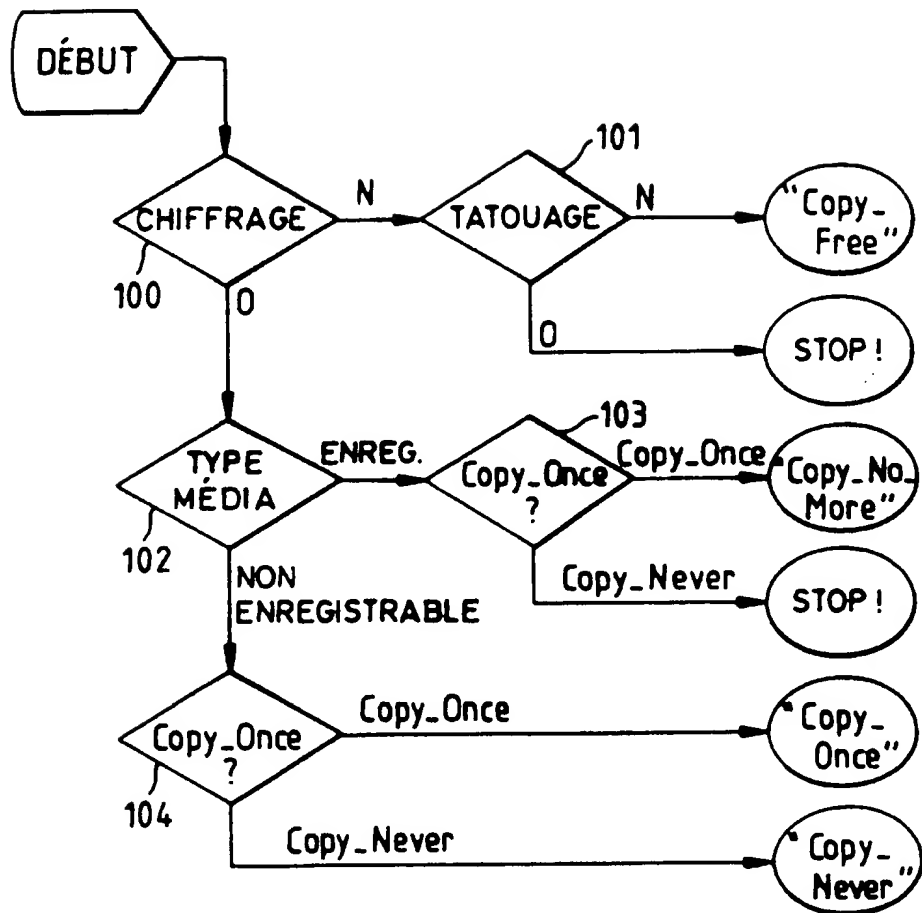 DÉBUT
101
CHIFFRAGE
N
TATOUAGE
N
"Copy_
Free"
100
O
O
STOP !
103
TYPE
MÉDIA
ENREG.
Copy_Once
?
Copy_Once
"Copy_No_
More"
102
NON
ENREGISTRABLE
Copy_Never
STOP !
Copy_Once
?
Copy_Once
"Copy_
Once"
104
Copy_Never
"Copy_
Never"